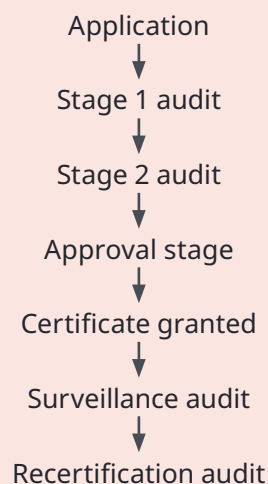 Application
Stage 1 audit
Stage 2 audit
Approval stage
Certificate granted
Surveillance audit
Recertification audit